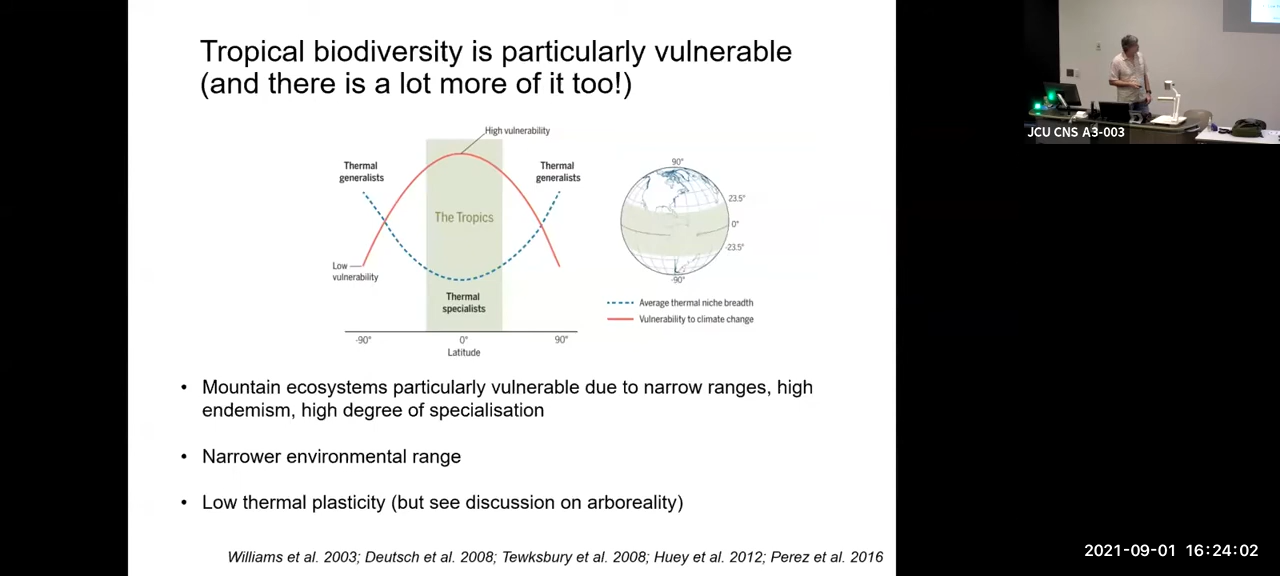 Tropical biodiversity is particularly vulnerable
(and there is a lot more of it too!)
High vulnerability
Thermal
generalists
Thermal
generalists
The Tropics
Low
vulnerability
Thermal
specialists
-90°
0°
90°
Latitude
90°
23.5°
0°
-23.5°
-90°
Average thermal niche breadth
Vulnerability to climate change
• Mountain ecosystems particularly vulnerable due to narrow ranges, high
endemism, high degree of specialisation
• Narrower environmental range
• Low thermal plasticity (but see discussion on arboreality)
Williams et al. 2003; Deutsch et al. 2008; Tewksbury et al. 2008; Huey et al. 2012; Perez et al. 2016
JCU CNS A3-003
2021-09-01 16:24:02